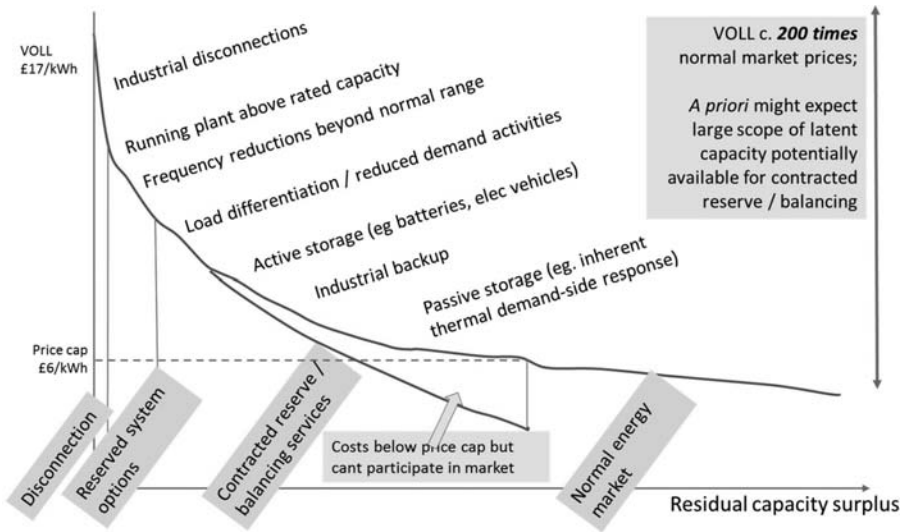 VOLL
£17/kWh
Industrial disconnections
Running plant above rated capacity
Frequency reductions beyond normal range
Load differentiation / reduced demand activities
Active storage (eg batteries, elec vehicles)
Industrial backup
Passive storage (eg. inherent
thermal demand-side response)
VOLL c. 200 times
normal market prices;
A priori might expect
large scope of latent
capacity potentially
available for contracted
reserve / balancing
Price cap
£6/kWh
Disconnection
Reserved system
options
Contracted reserve /
balancing services
Costs below price cap but
cant participate in market
Normal energy
market
Residual capacity surplus